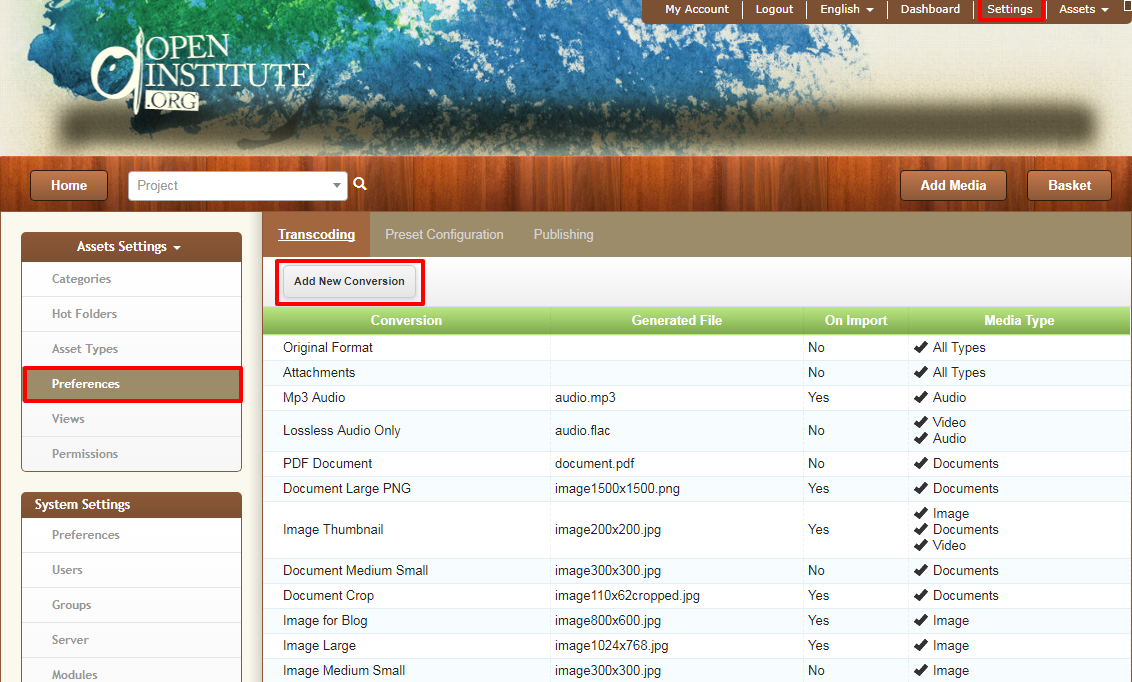 My Account Logout English Dashboard Settings Assets
OPEN
INSTITUTE
.ORG
Home Project Add Media Basket
Assets Settings
Categories
Hot Folders
Asset Types
Preferences
Views
Permissions
System Settings
Preferences
Users
Groups
Server
Modules
Transcoding Preset Configuration Publishing
Add New Conversion
Conversion Generated File On Import Media Type
Original Format No All Types
Attachments No All Types
Mp3 Audio audio.mp3 Yes Audio
Lossless Audio Only audio.flac No Video
Audio
PDF Document document.pdf No Documents
Document Large PNG image1500x1500.png Yes Documents
Image Thumbnail image200x200.jpg Yes Image
Documents
Video
Document Medium Small image300x300.jpg No Documents
Document Crop image110x62cropped.jpg Yes Documents
Image for Blog image800x600.jpg Yes Image
Image Large image1024x768.jpg Yes Image
Image Medium Small image300x300.jpg No Image